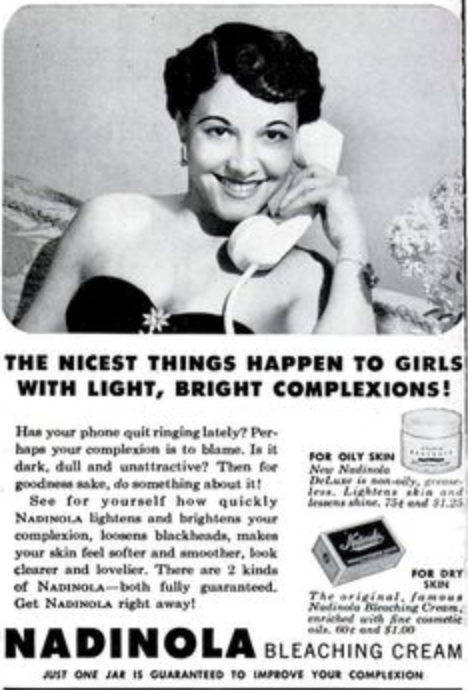 THE NICEST THINGS HAPPEN TO GIRLS
WITH LIGHT, BRIGHT COMPLEXIONS!
Has your phone quit ringing lately? Per-
haps your complexion is to blame. Is it
dark, dull and unattractive? Then for
goodness sake, do something about it!
See for yourself how quickly
NADINOLA lightens and brightens your
complexion, loosens blackheads, makes
your skin feel softer and smoother, look
clearer and lovelier. There are 2 kinds
of NADINOLA—both fully guaranteed.
Get NADINOLA right away!
FOR OILY SKIN
New Nadinola
DeLuxe is non-oily, grease-
less. Lightens skin and
lessens shine. 75¢ and $1.25
FOR DRY
SKIN
The original, famous
Nadinola Bleaching Cream,
enriched with fine cosmetic
oils. 60¢ and $1.00
NADINOLA BLEACHING CREAM
JUST ONE JAR IS GUARANTEED TO IMPROVE YOUR COMPLEXION